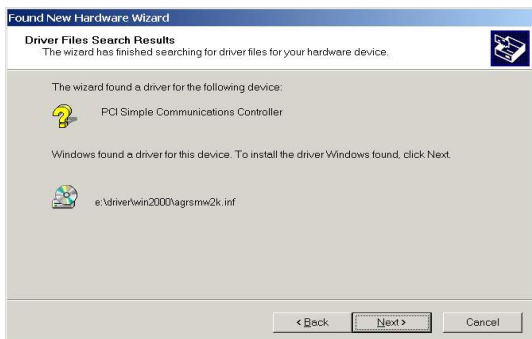 Found New Hardware Wizard
Driver Files Search Results
The wizard has finished searching for driver files for your hardware device.
The wizard found a driver for the following device:
PCI Simple Communications Controller
Windows found a driver for this device. To install the driver Windows found, click Next.
e:\driver\win2000\agrsmw2k.inf
< Back
Next >
Cancel